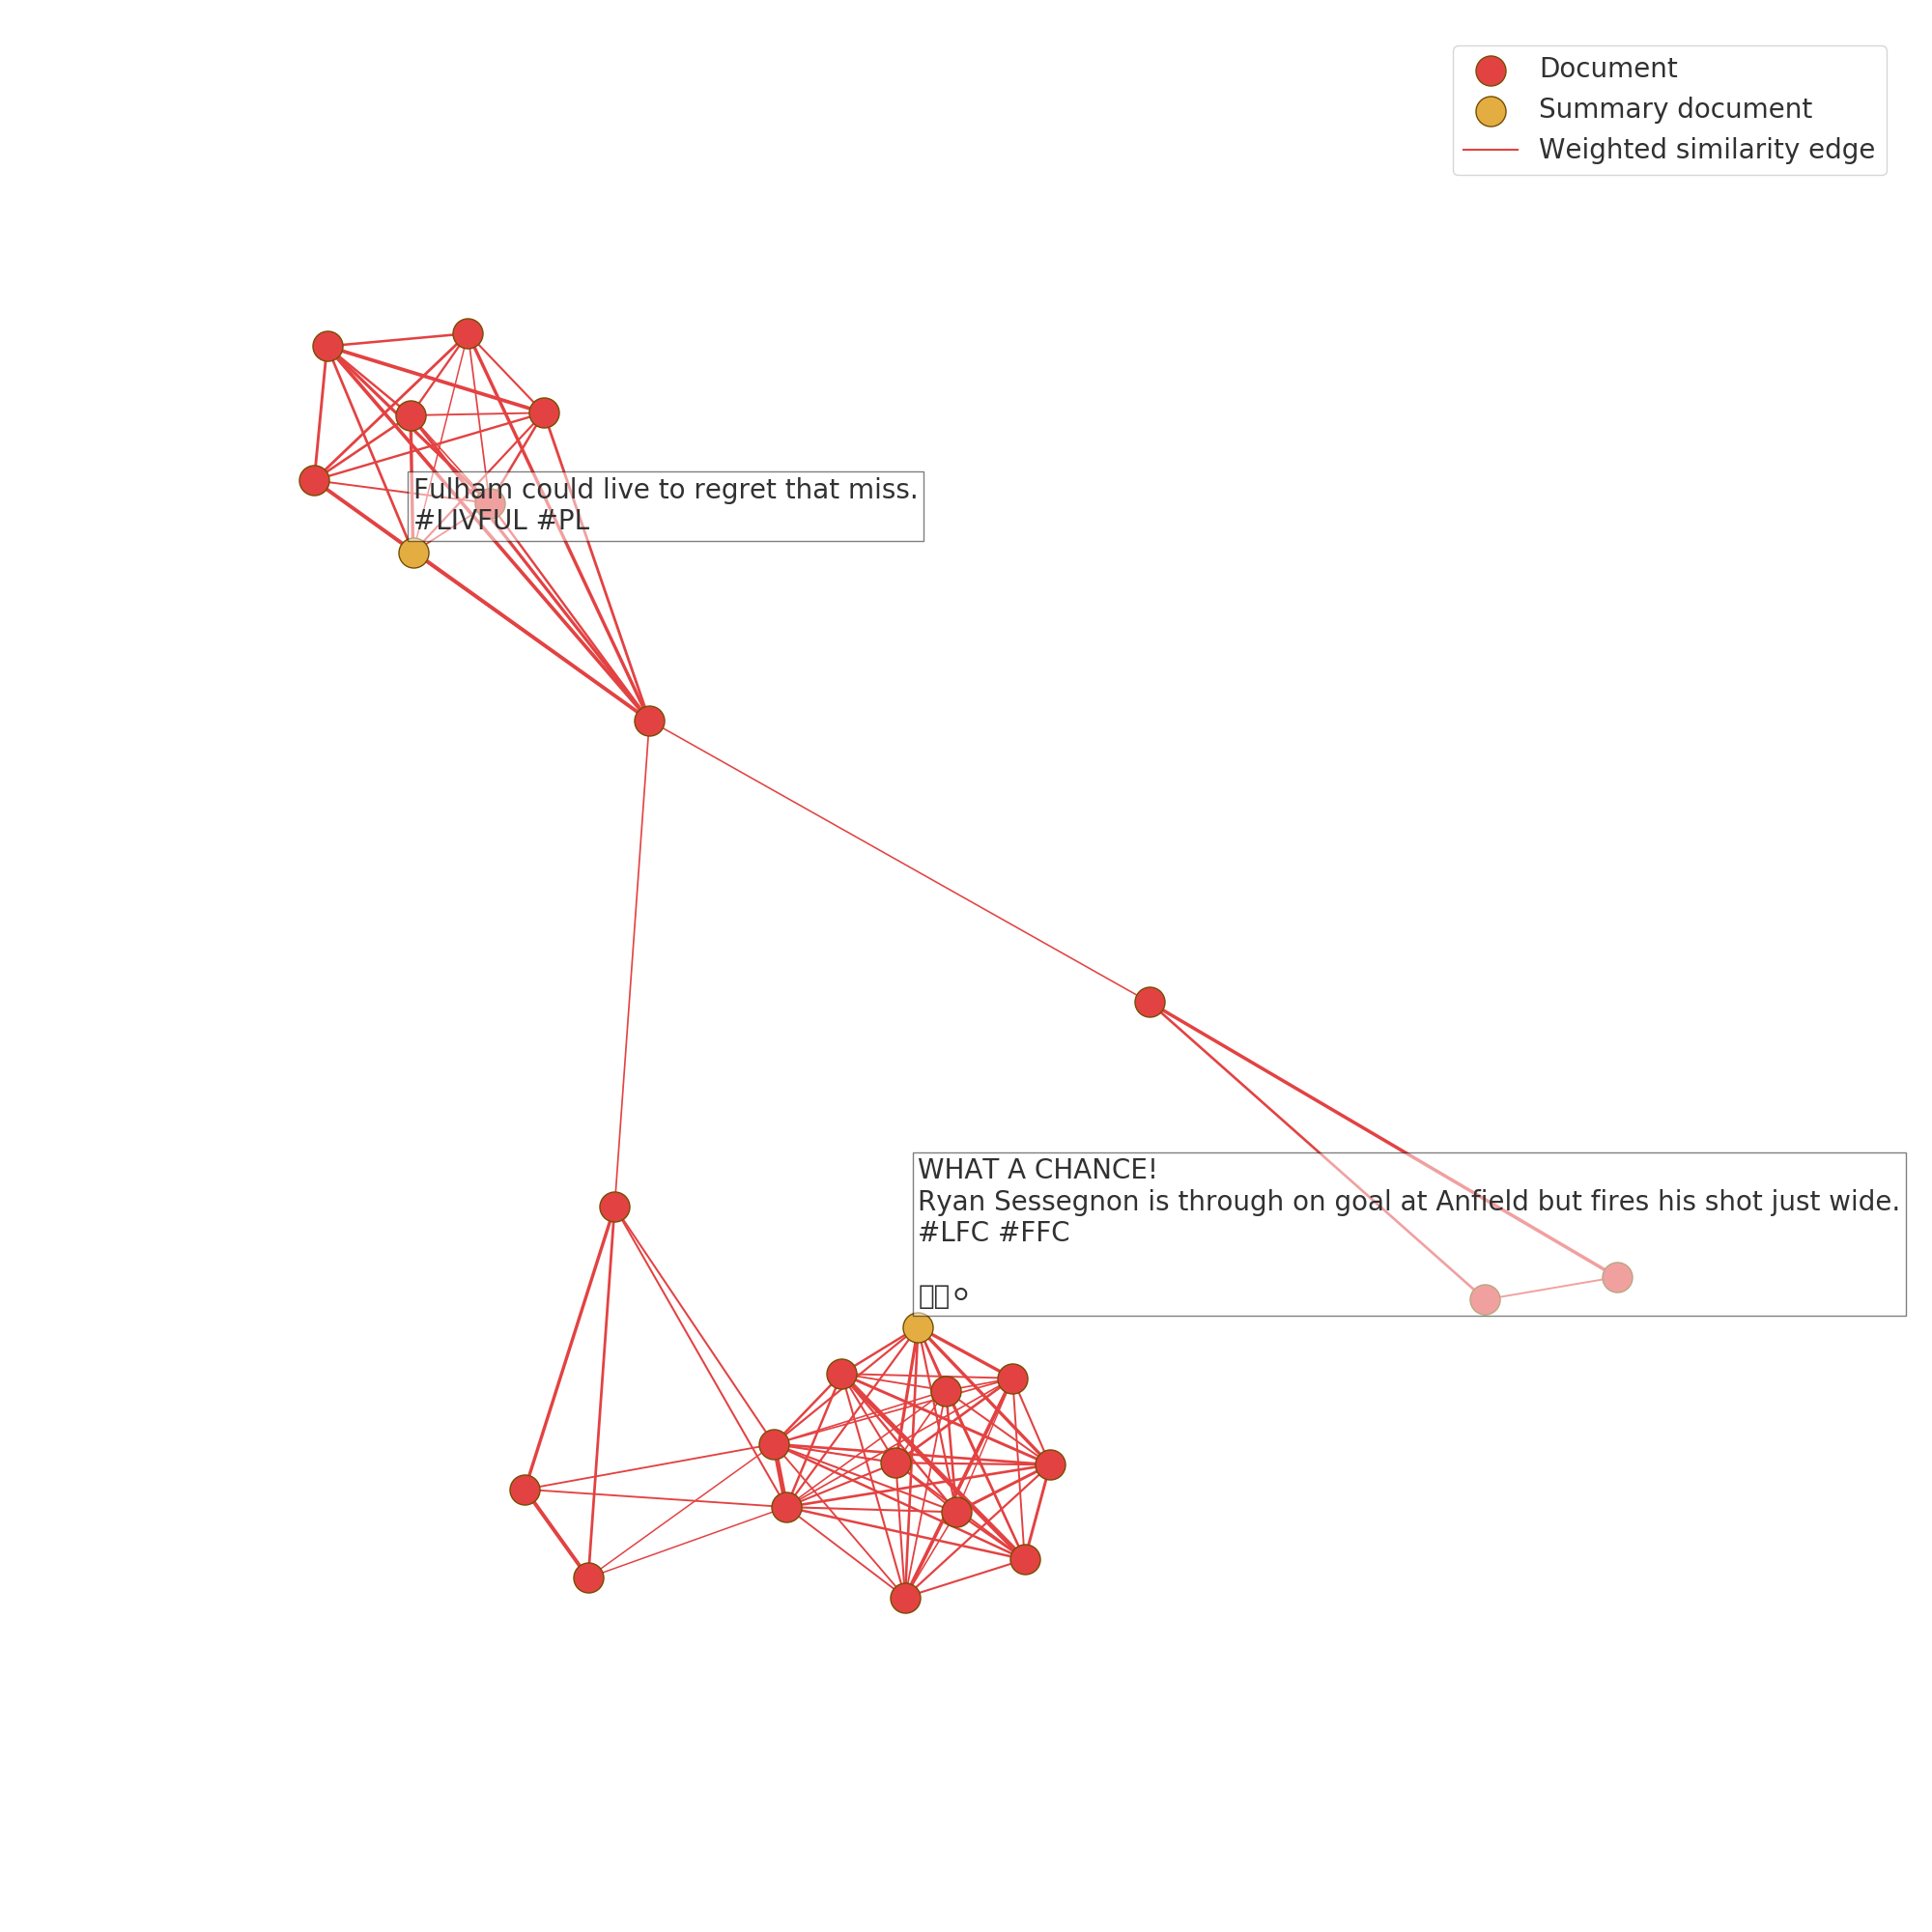 Document
Summary document
Weighted similarity edge
Fulham could live to regret that miss.
#LIVFUL #PL
WHAT A CHANCE!
Ryan Sessegnon is through on goal at Anfield but fires his shot just wide.
#LFC #FFC